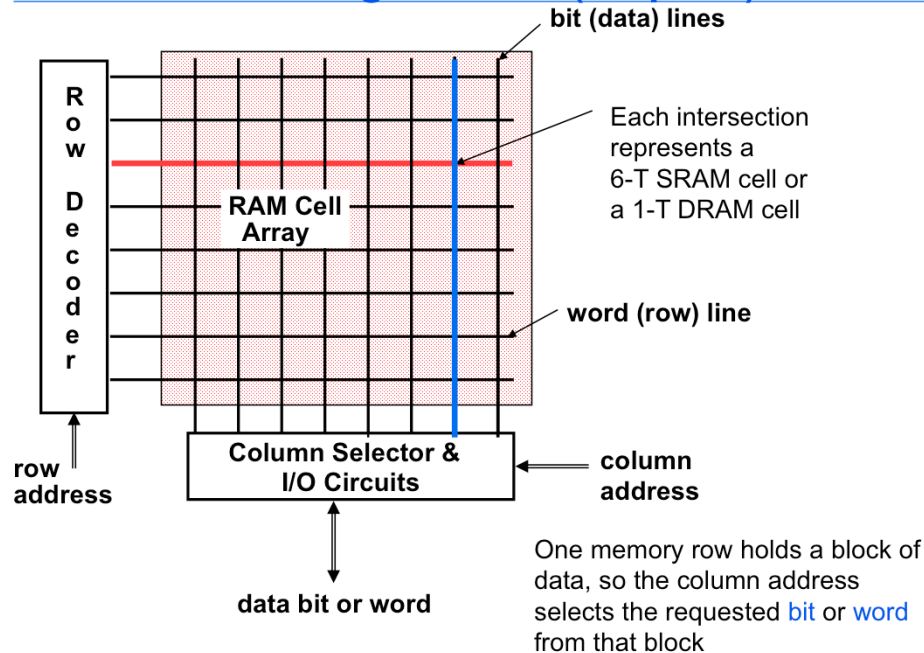 bit (data) lines
Row Decoder
Each intersection
represents a
6-T SRAM cell or
a 1-T DRAM cell
RAM Cell
Array
word (row) line
row
address
Column Selector &
I/O Circuits
column
address
data bit or word
One memory row holds a block of
data, so the column address
selects the requested bit or word
from that block